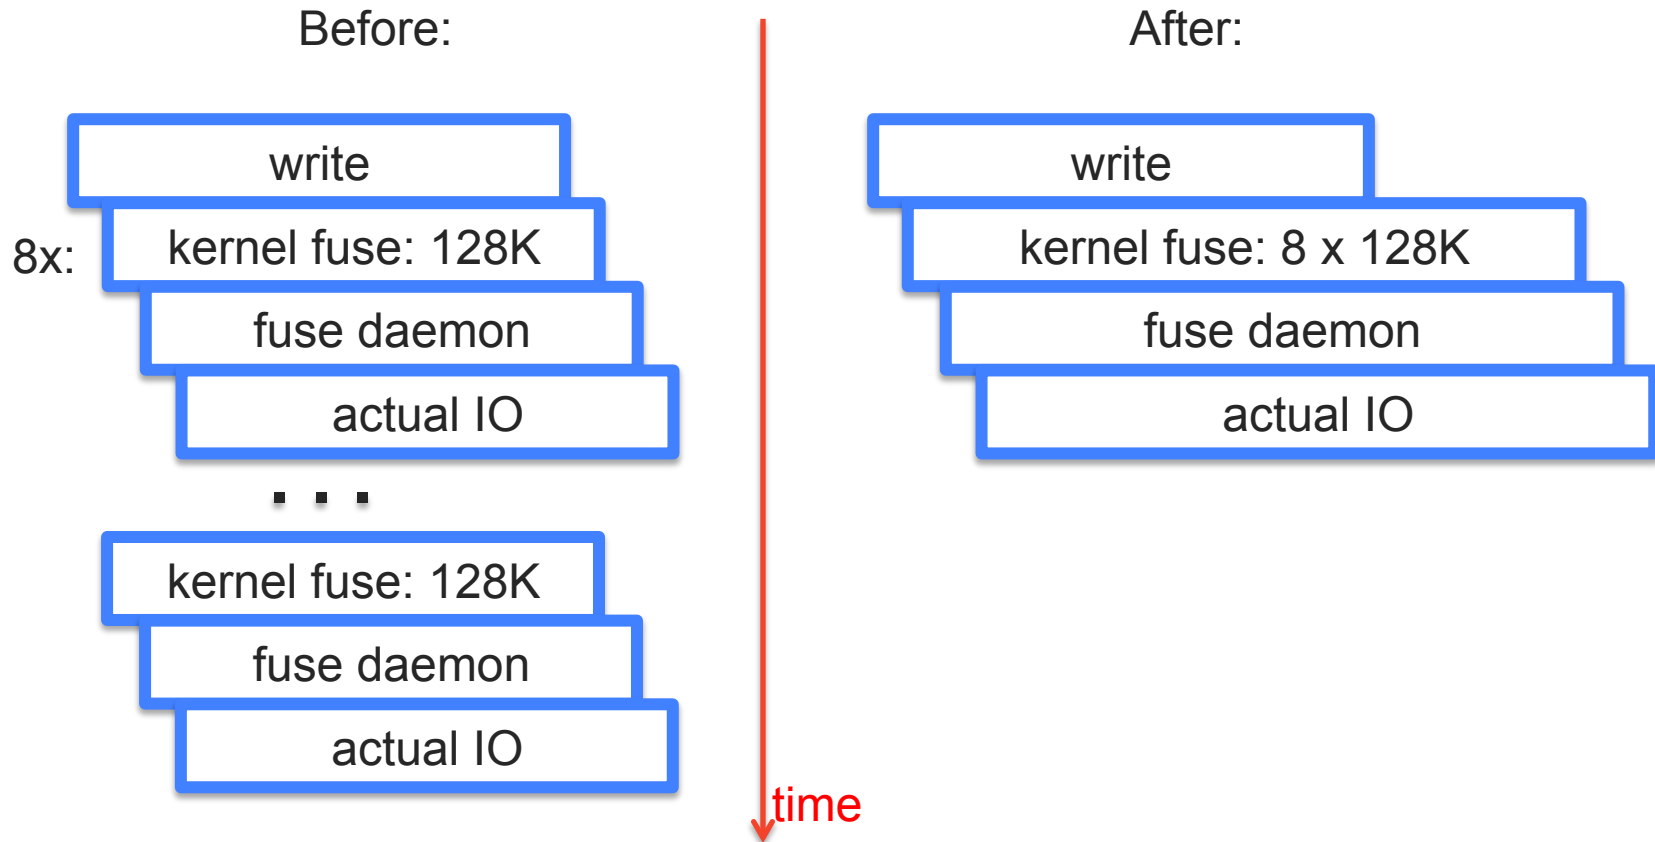 Before:
write
8x:
kernel fuse: 128K
fuse daemon
actual IO
. . .
kernel fuse: 128K
fuse daemon
actual IO
time
After:
write
kernel fuse: 8 x 128K
fuse daemon
actual IO